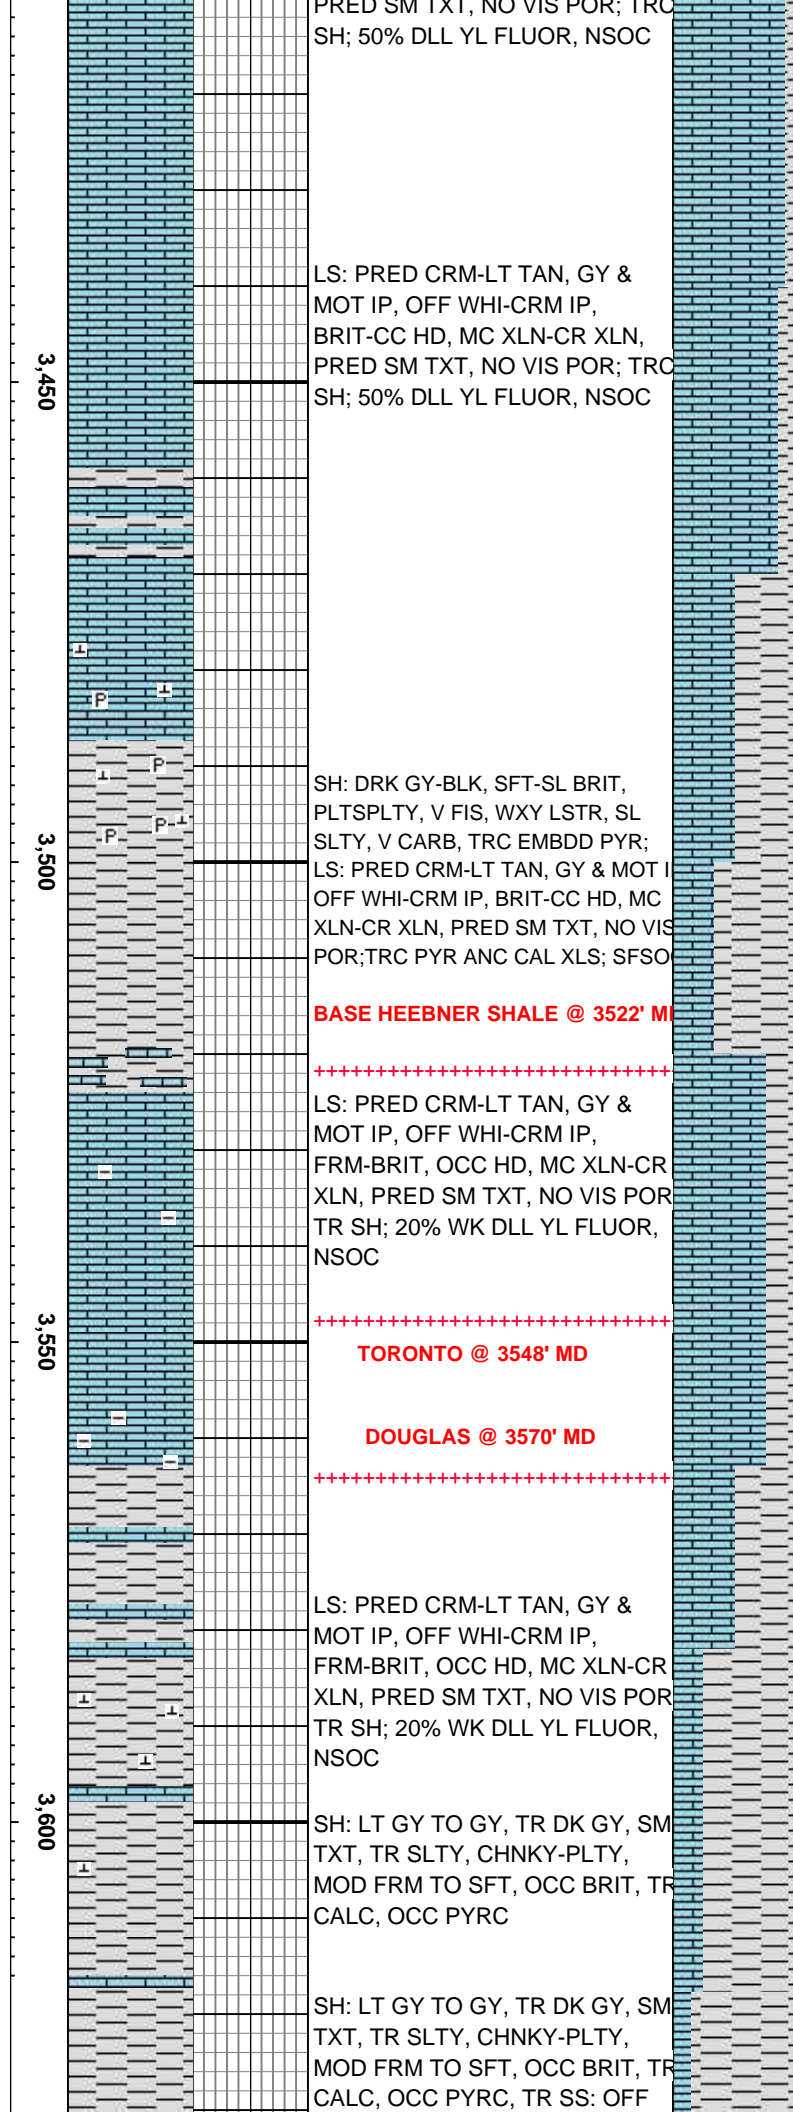 PRED SM TXT, NO VIS POR; TRC
SH; 50% DLL YL FLUOR, NSOC
LS: PRED CRM-LT TAN, GY &
MOT IP, OFF WHI-CRM IP,
BRIT-CC HD, MC XLN-CR XLN,
PRED SM TXT, NO VIS POR; TRC
SH; 50% DLL YL FLUOR, NSOC
3,450
P
P
P
P
SH: DRK GY-BLK, SFT-SL BRIT,
PLTSPLTY, V FIS, WXY LSTR, SL
SLTY, V CARB, TRC EMBDD PYR;
3,500
LS: PRED CRM-LT TAN, GY & MOT I
OFF WHI-CRM IP, BRIT-CC HD, MC
XLN-CR XLN, PRED SM TXT, NO VIS
POR;TRC PYR ANC CAL XLS; SFSO
BASE HEEBNER SHALE @ 3522' M
+++++++++++++++++++++++++++++
LS: PRED CRM-LT TAN, GY &
MOT IP, OFF WHI-CRM IP,
FRM-BRIT, OCC HD, MC XLN-CR
XLN, PRED SM TXT, NO VIS POR
TR SH; 20% WK DLL YL FLUOR,
NSOC
+++++++++++++++++++++++++++++
3,550
TORONTO @ 3548' MD
DOUGLAS @ 3570' MD
+++++++++++++++++++++++++++++
LS: PRED CRM-LT TAN, GY &
MOT IP, OFF WHI-CRM IP,
FRM-BRIT, OCC HD, MC XLN-CR
XLN, PRED SM TXT, NO VIS POR
TR SH; 20% WK DLL YL FLUOR,
NSOC
3,600
SH: LT GY TO GY, TR DK GY, SM
TXT, TR SLTY, CHNKY-PLTY,
MOD FRM TO SFT, OCC BRIT, TR
CALC, OCC PYRC
SH: LT GY TO GY, TR DK GY, SM
TXT, TR SLTY, CHNKY-PLTY,
MOD FRM TO SFT, OCC BRIT, TR
CALC, OCC PYRC, TR SS: OFF